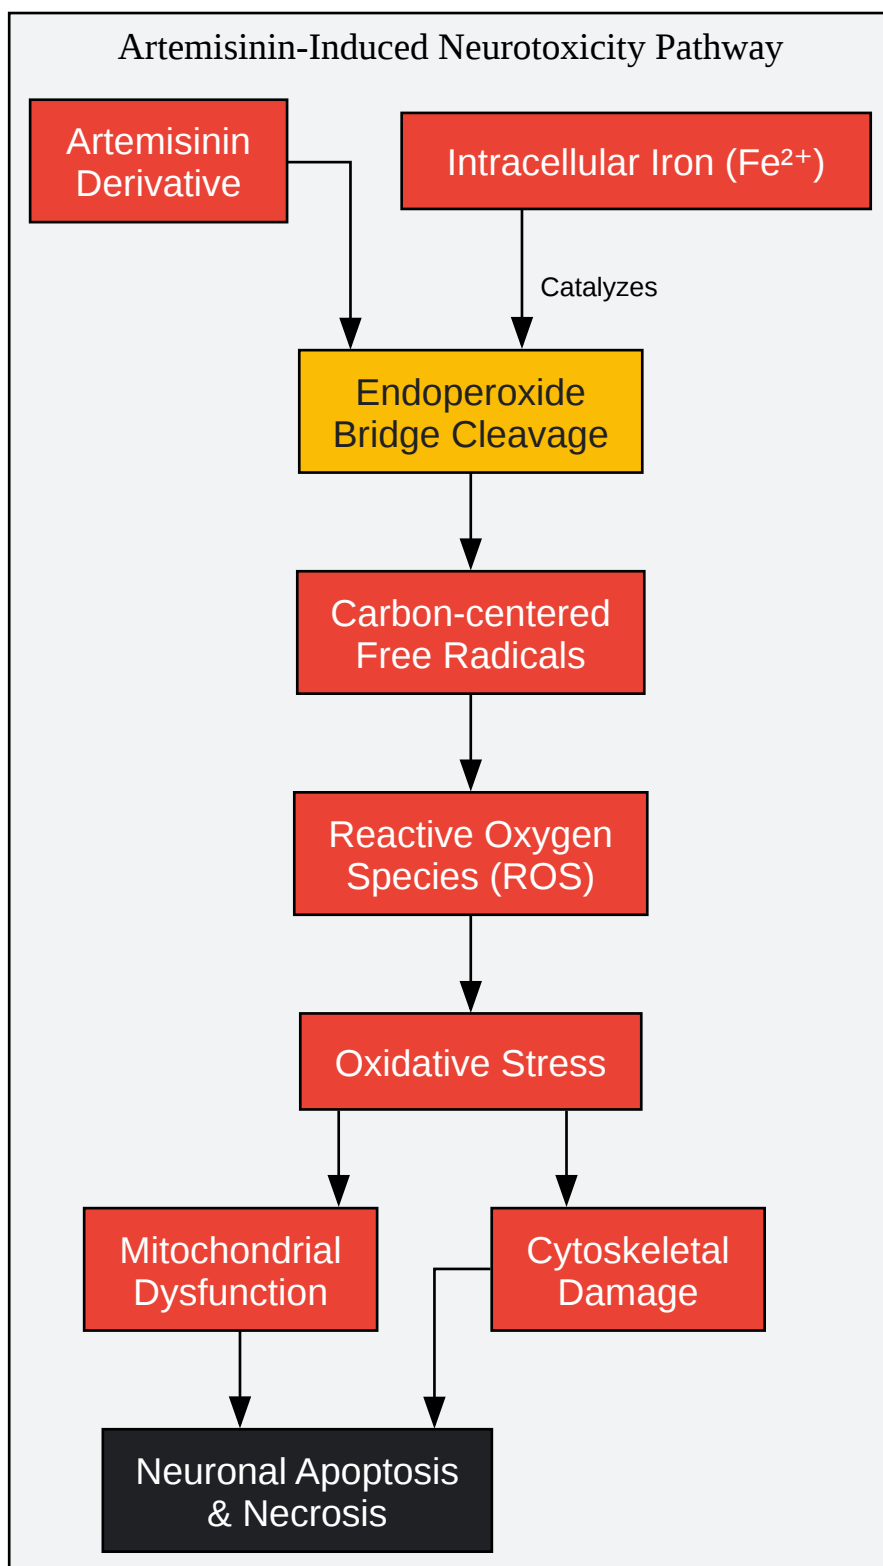 Artemisinin-Induced Neurotoxicity Pathway
Artemisinin
Derivative
Intracellular Iron (Fe²⁺)
Catalyzes
Endoperoxide
Bridge Cleavage
Carbon-centered
Free Radicals
Reactive Oxygen
Species (ROS)
Oxidative Stress
Mitochondrial
Dysfunction
Cytoskeletal
Damage
Neuronal Apoptosis
& Necrosis